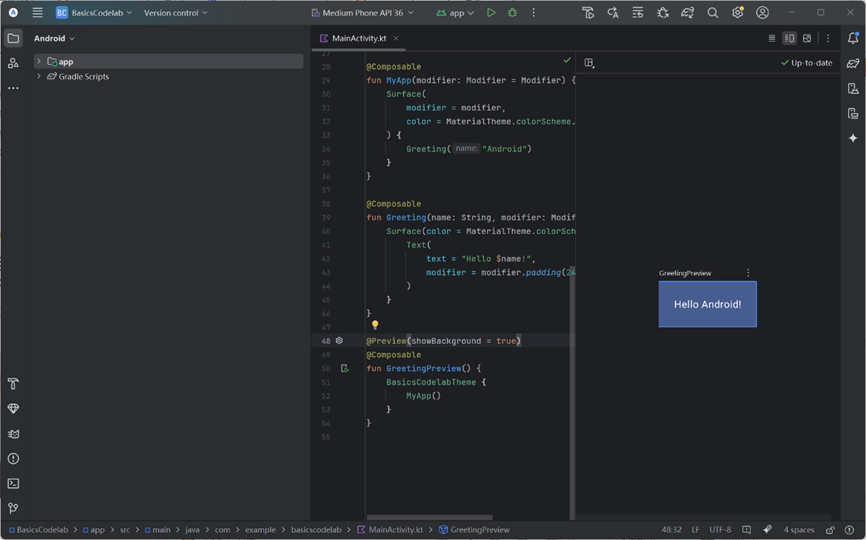 BC BasicsCodelab Version control Medium Phone API 36 app
Android
MainActivity.kt
app
Gradle Scripts
Up-to-date
27
28 @Composable
29 fun MyApp(modifier: Modifier = Modifier) {
30 Surface(
31 modifier = modifier,
32 color = MaterialTheme.colorScheme.
33 ) {
34 Greeting( name: "Android")
35 }
36 }
37
38 @Composable
39 fun Greeting(name: String, modifier: Modif
40 Surface(color = MaterialTheme.colorSch
41 Text(
42 text = "Hello $name!",
43 modifier = modifier.padding(24
44 )
45 }
46 }
47
48 @Preview(showBackground = true)
49 @Composable
50 fun GreetingPreview() {
51 BasicsCodelabTheme {
52 MyApp()
53 }
54 }
55
GreetingPreview
Hello Android!
BasicsCodelab > app > src > main > java > com > example > basicscodelab > MainActivity.kt > GreetingPreview 48:32 LF UTF-8 4 spaces